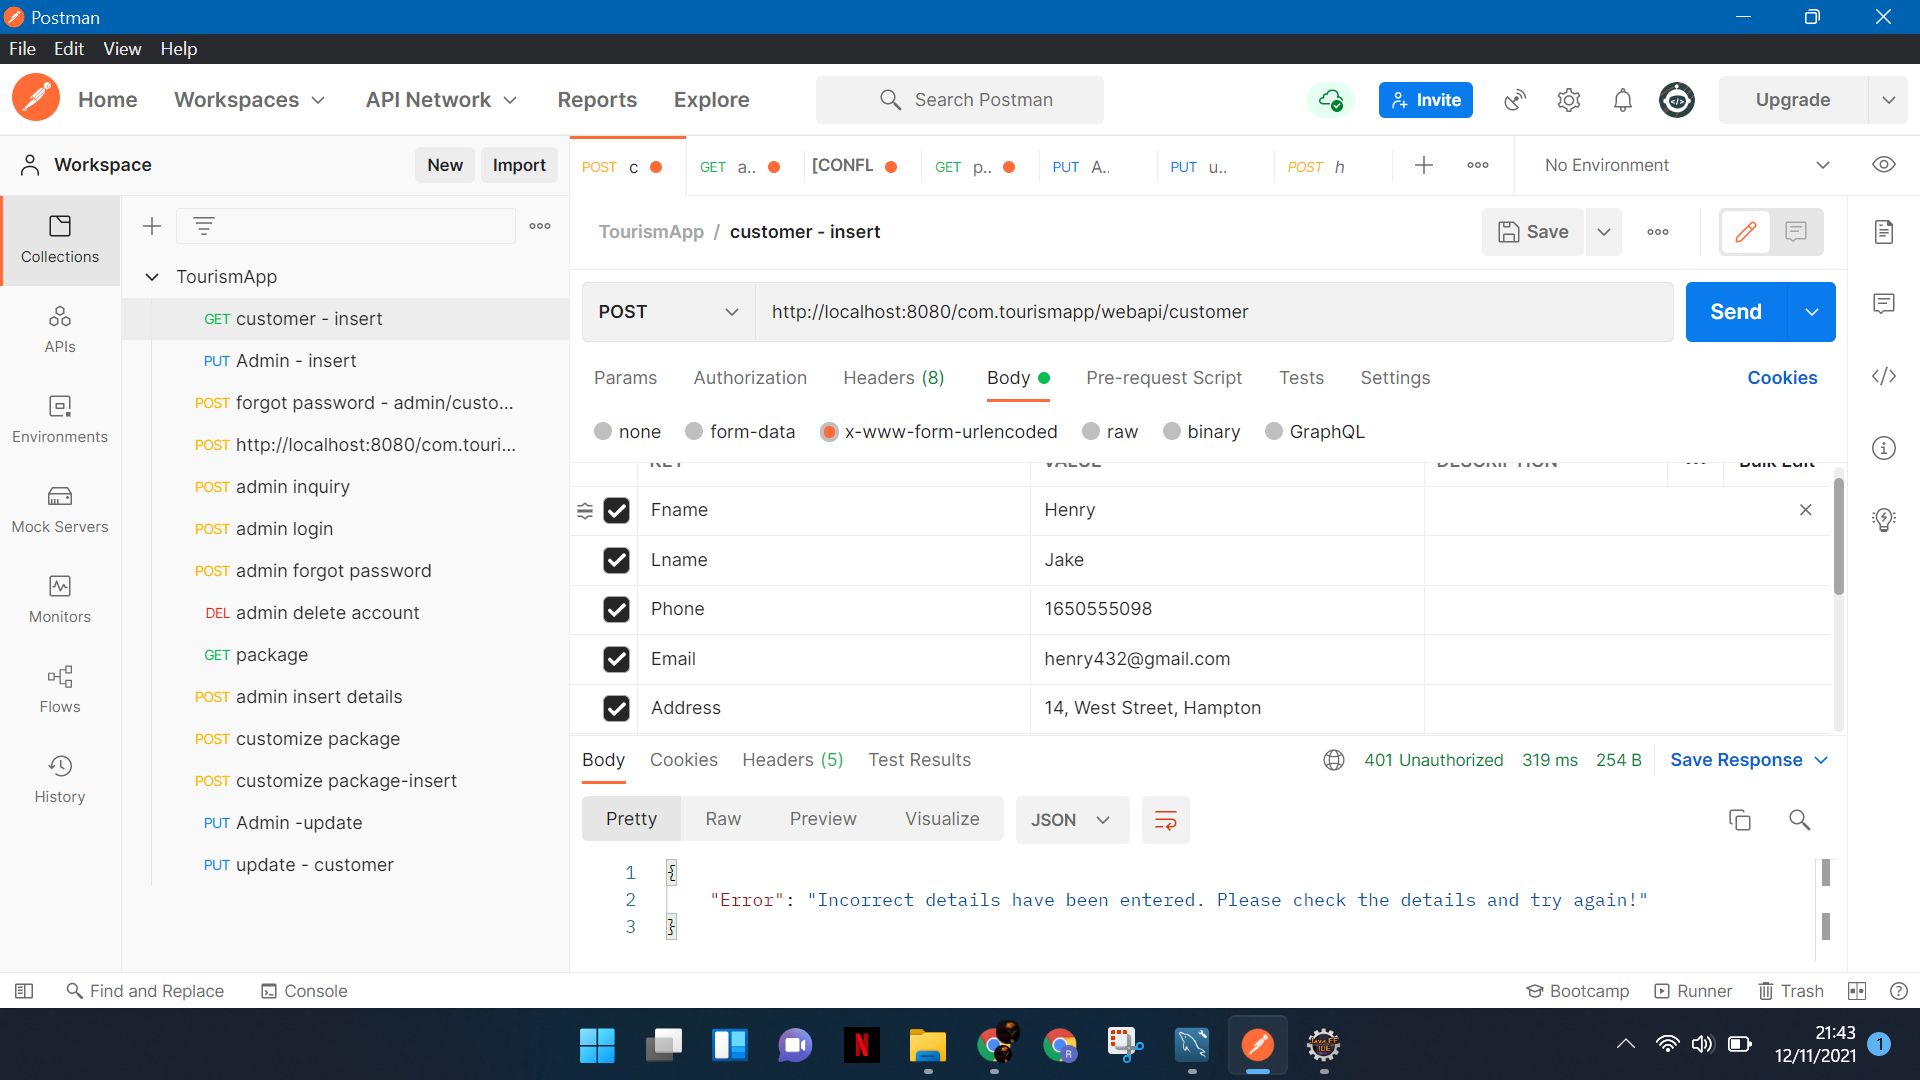 Postman
File Edit View Help
Home Workspaces API Network Reports Explore Search Postman Invite Upgrade
Workspace New Import
POST c GET a.. [CONFL GET p.. PUT A.. PUT u.. POST h No Environment
Collections
APIs
Environments
Mock Servers
Monitors
Flows
History
TourismApp
GET customer - insert
PUT Admin - insert
POST forgot password - admin/custo...
POST http://localhost:8080/com.touri...
POST admin inquiry
POST admin login
POST admin forgot password
DEL admin delete account
GET package
POST admin insert details
POST customize package
POST customize package-insert
PUT Admin -update
PUT update - customer
TourismApp / customer - insert Save
POST http://localhost:8080/com.tourismapp/webapi/customer Send
Params Authorization Headers (8) Body Pre-request Script Tests Settings Cookies
none form-data x-www-form-urlencoded raw binary GraphQL
KEY VALUE DESCRIPTION Bulk Edit
Fname Henry
Lname Jake
Phone 1650555098
Email henry432@gmail.com
Address 14, West Street, Hampton
Body Cookies Headers (5) Test Results 401 Unauthorized 319 ms 254 B Save Response
Pretty Raw Preview Visualize JSON
1 {
2 "Error": "Incorrect details have been entered. Please check the details and try again!"
3 }
Find and Replace Console Bootcamp Runner Trash
21:43
12/11/2021 1